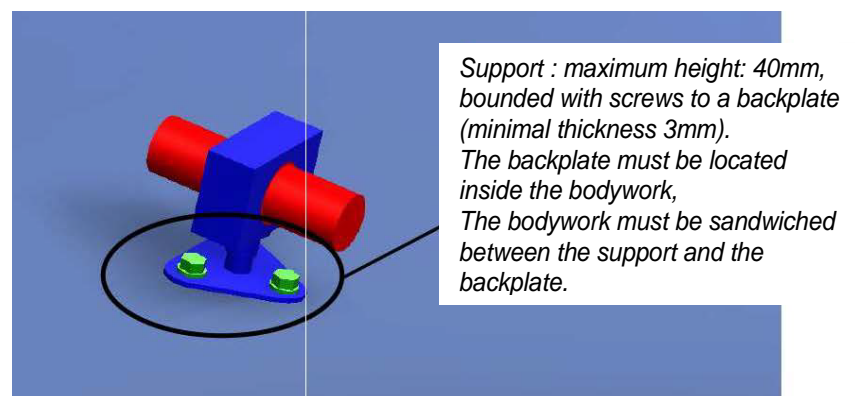 Support : maximum height: 40mm,
bounded with screws to a backplate
(minimal thickness 3mm).
The backplate must be located
inside the bodywork,
The bodywork must be sandwiched
between the support and the
backplate.